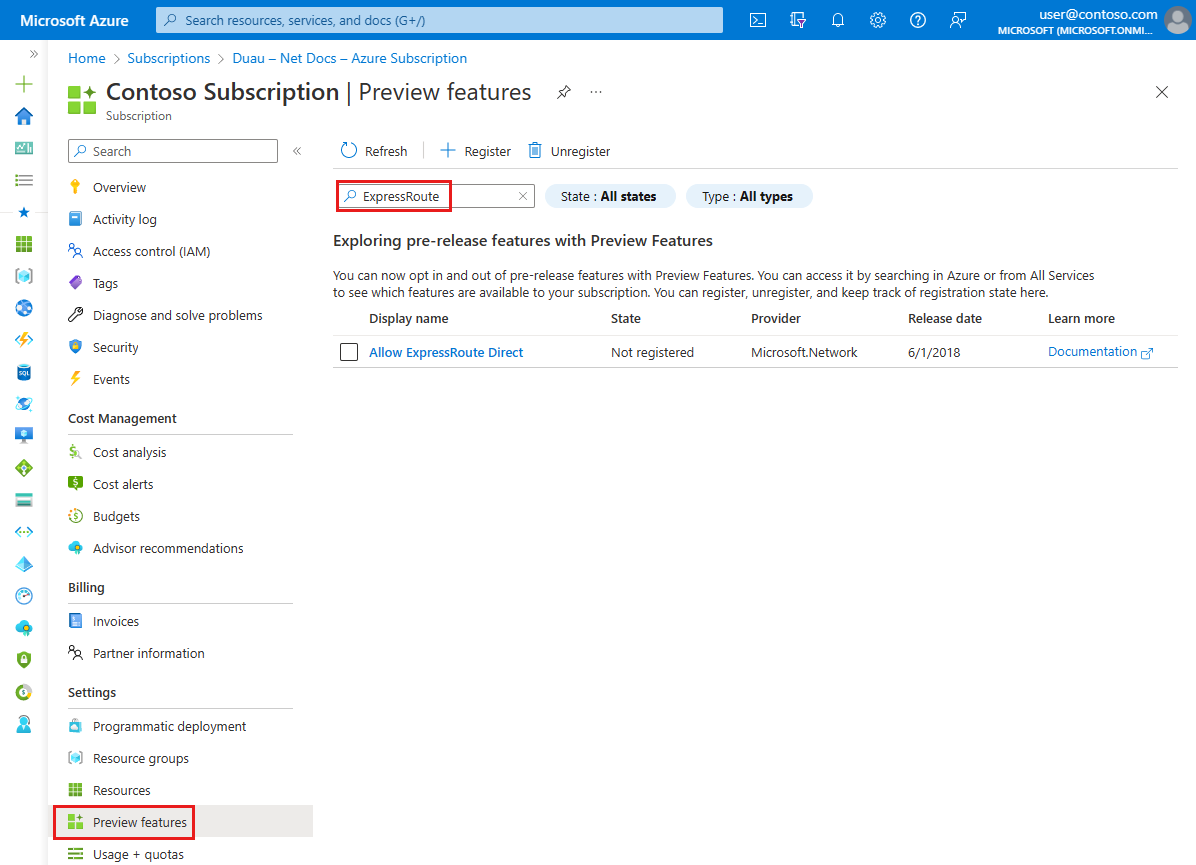 Microsoft Azure
Search resources, services, and docs (G+/)
user@contoso.com
MICROSOFT (MICROSOFT.ONMI...
Home > Subscriptions > Duau – Net Docs – Azure Subscription
Contoso Subscription | Preview features
Subscription
Search
Overview
Activity log
Access control (IAM)
Tags
Diagnose and solve problems
Security
Events
Cost Management
Cost analysis
Cost alerts
Budgets
Advisor recommendations
Billing
Invoices
Partner information
Settings
Programmatic deployment
Resource groups
Resources
Preview features
Usage + quotas
Refresh Register Unregister
ExpressRoute State : All states Type : All types
Exploring pre-release features with Preview Features
You can now opt in and out of pre-release features with Preview Features. You can access it by searching in Azure or from All Services
to see which features are available to your subscription. You can register, unregister, and keep track of registration state here.
Display name State Provider Release date Learn more
Allow ExpressRoute Direct Not registered Microsoft.Network 6/1/2018 Documentation